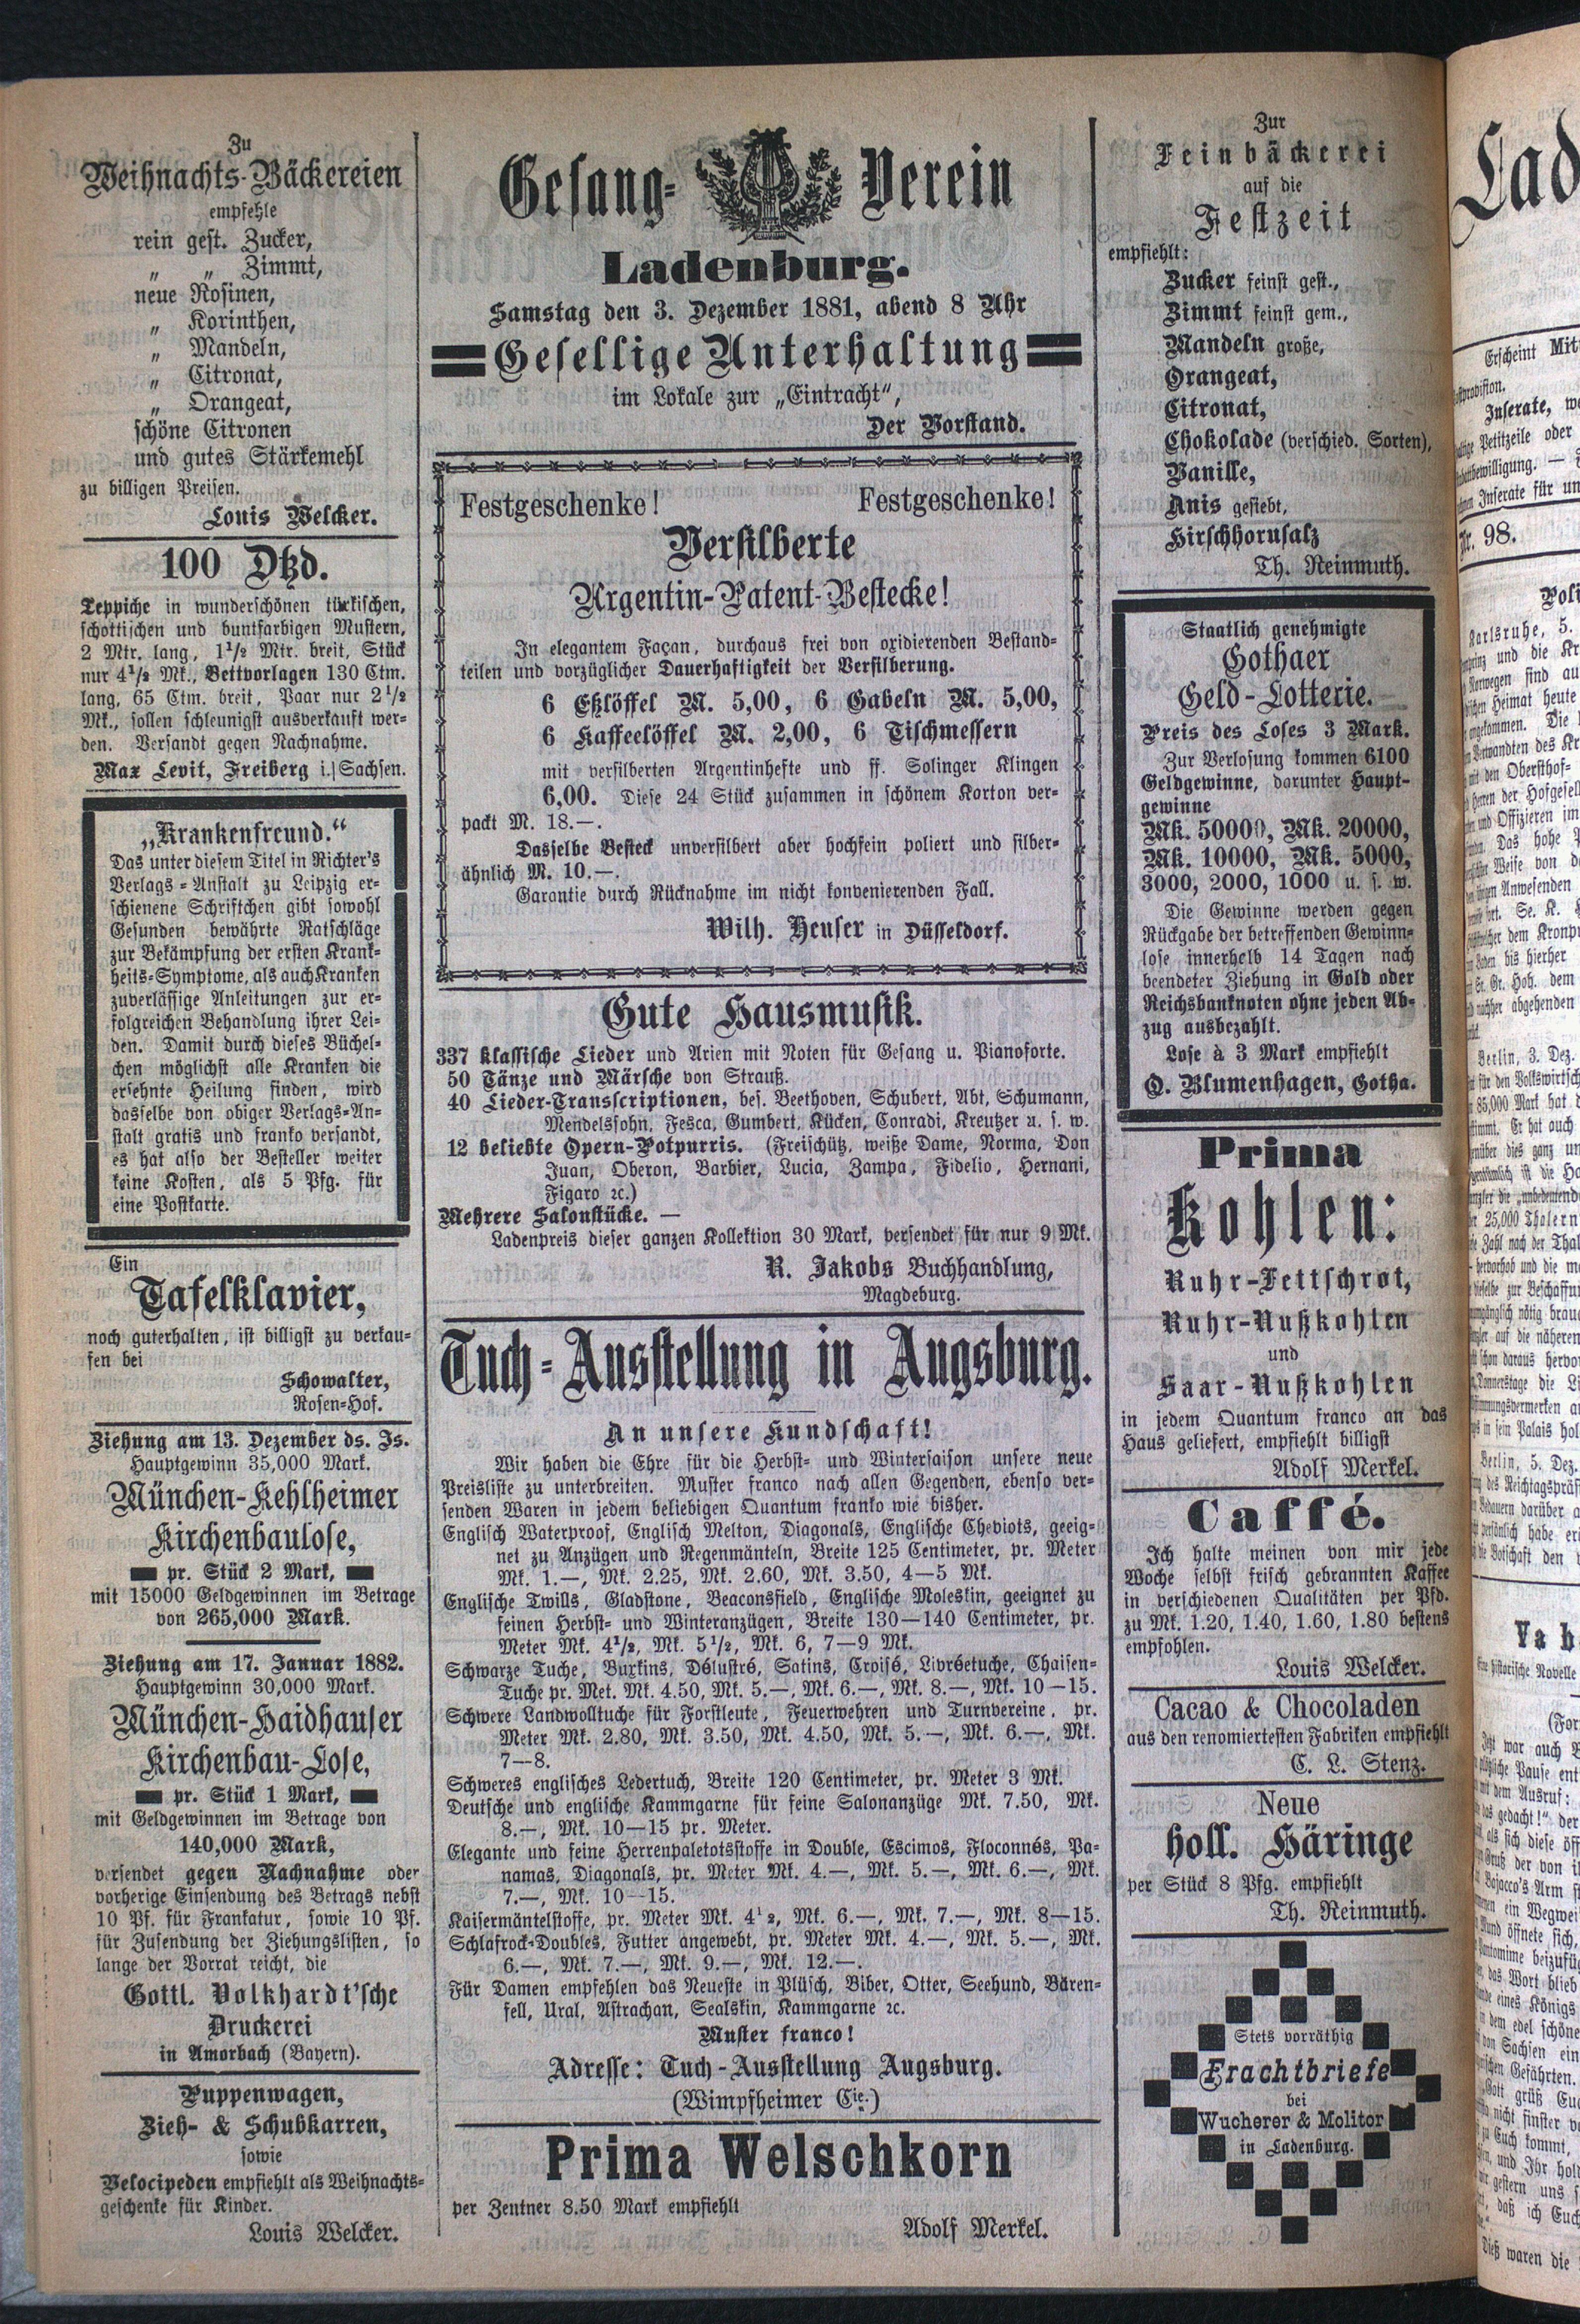 Zu
Weihnachts-Bäckereien
empfehle
rein gest. Zucker,
„ „ Zimmt,
neue Rosinen,
„ Korinthen,
„ Mandeln,
„ Citronat,
„ Orangeat,
schöne Citronen
und gutes Stärkemehl
zu billigen Preisen.
Louis Welcker.
100 Dtzd.
Teppiche in wunderschönen türkischen,
schottischen und buntfarbigen Mustern,
2 Mtr. lang, 1½ Mtr. breit, Stück
nur 4½ Mk., Bettvorlagen 130 Ctm.
lang, 65 Ctm. breit, Paar nur 2½
Mk., sollen schleunigst ausverkauft wer-
den. Versandt gegen Nachnahme.
Max Levit, Freiberg i./Sachsen.
„Krankenfreund.“
Das unter diesem Titel in Richter's
Verlags-Anstalt zu Leipzig er-
schienene Schriftchen gibt sowohl
Gesunden bewährte Ratschläge
zur Bekämpfung der ersten Krank-
heits-Symptome, als auch Kranken
zuverlässige Anleitungen zur er-
folgreichen Behandlung ihrer Lei-
den. Damit durch dieses Büchel-
chen möglichst alle Kranken die
ersehnte Heilung finden, wird
dasselbe von obiger Verlags-An-
stalt gratis und franko versandt,
es hat also der Besteller weiter
keine Kosten, als 5 Pfg. für
eine Postkarte.
Ein
Tafelklavier,
noch guterhalten, ist billigst zu verkau-
fen bei
Schowalter,
Rosen-Hof.
Ziehung am 13. Dezember ds. Js.
Hauptgewinn 35,000 Mark.
München-Kehlheimer
Kirchenbaulose,
pr. Stück 2 Mark,
mit 15000 Geldgewinnen im Betrage
von 265,000 Mark.
Ziehung am 17. Januar 1882.
Hauptgewinn 30,000 Mark.
München-Haidhauser
Kirchenbau-Lose,
pr. Stück 1 Mark,
mit Geldgewinnen im Betrage von
140,000 Mark,
versendet gegen Nachnahme oder
vorherige Einsendung des Betrags nebst
10 Pf. für Frankatur, sowie 10 Pf.
für Zusendung der Ziehungslisten, so
lange der Vorrat reicht, die
Gottl. Volkhardt'sche
Druckerei
in Amorbach (Bayern).
Puppenwagen,
Zieh- & Schubkarren,
sowie
Velocipeden empfiehlt als Weihnachts-
geschenke für Kinder.
Louis Welcker.
Gesang-Verein
Ladenburg.
Samstag den 3. Dezember 1881, abend 8 Uhr
Gesellige Unterhaltung
im Lokale zur „Eintracht“,
Der Vorstand.
Festgeschenke! Festgeschenke!
Versilberte
Argentin-Patent-Bestecke!
In elegantem Façan, durchaus frei von oxidierenden Bestand-
teilen und vorzüglicher Dauerhaftigkeit der Versilberung.
6 Eßlöffel M. 5,00, 6 Gabeln M. 5,00,
6 Kaffeelöffel M. 2,00, 6 Tischmessern
mit versilberten Argentinhefte und ff. Solinger Klingen
6,00. Diese 24 Stück zusammen in schönem Karton ver-
packt M. 18.—.
Dasselbe Besteck unversilbert aber hochfein poliert und silber-
ähnlich M. 10.—.
Garantie durch Rücknahme im nicht konvenierenden Fall.
Wilh. Heuser in Düsseldorf.
Gute Hausmusik.
337 klassische Lieder und Arien mit Noten für Gesang u. Pianoforte.
50 Tänze und Märsche von Strauß.
40 Lieder-Transscriptionen, bes. Beethoven, Schubert, Abt, Schumann,
Mendelssohn, Fesca, Gumbert, Kücken, Conradi, Kreutzer u. s. w.
12 beliebte Opern-Potpurris. (Freischütz, weiße Dame, Norma, Don
Juan, Oberon, Barbier, Lucia, Zampa, Fidelio, Hernani,
Figaro ꝛc.)
Mehrere Salonstücke. —
Ladenpreis dieser ganzen Kollektion 30 Mark, versendet für nur 9 Mk.
R. Jakobs Buchhandlung,
Magdeburg.
Tuch-Ausstellung in Augsburg.
An unsere Kundschaft!
Wir haben die Ehre für die Herbst- und Wintersaison unsere neue
Preisliste zu unterbreiten. Muster franco nach allen Gegenden, ebenso ver-
senden Waren in jedem beliebigen Quantum franko wie bisher.
Englisch Waterproof, Englisch Melton, Diagonals, Englische Cheviots, geeig-
net zu Anzügen und Regenmänteln, Breite 125 Centimeter, pr. Meter
Mk. 1.—, Mk. 2.25, Mk. 2.60, Mk. 3.50, 4—5 Mk.
Englische Twills, Gladstone, Beaconsfield, Englische Moleskin, geeignet zu
feinen Herbst- und Winteranzügen, Breite 130—140 Centimeter, pr.
Meter Mk. 4½, Mk. 5½, Mk. 6, 7—9 Mk.
Schwarze Tuche, Buxkins, Délustré, Satins, Croisé, Livréetuche, Chaisen-
Tuche pr. Met. Mk. 4.50, Mk. 5.—, Mk. 6.—, Mk. 8.—, Mk. 10—15.
Schwere Landwolltuche für Forstleute, Feuerwehren und Turnvereine, pr.
Meter Mk. 2.80, Mk. 3.50, Mk. 4.50, Mk. 5.—, Mk. 6.—, Mk.
7—8.
Schweres englisches Ledertuch, Breite 120 Centimeter, pr. Meter 3 Mk.
Deutsche und englische Kammgarne für feine Salonanzüge Mk. 7.50, Mk.
8.—, Mk. 10—15 pr. Meter.
Elegante und feine Herrenpaletotsstoffe in Double, Escimos, Floconnés, Pa-
namas, Diagonals, pr. Meter Mk. 4.—, Mk. 5.—, Mk. 6.—, Mk.
7.—, Mk. 10—15.
Kaisermäntelstoffe, pr. Meter Mk. 4½, Mk. 6.—, Mk. 7.—, Mk. 8—15.
Schlafrock-Doubles, Futter angewebt, pr. Meter Mk. 4.—, Mk. 5.—, Mk.
6.—, Mk. 7.—, Mk. 9.—, Mk. 12.—.
Für Damen empfehlen das Neueste in Plüsch, Biber, Otter, Seehund, Bären-
fell, Ural, Astrachan, Sealskin, Kammgarne ꝛc.
Muster franco!
Adresse: Tuch-Ausstellung Augsburg.
(Wimpfheimer Cie.)
Prima Welschkorn
per Zentner 8.50 Mark empfiehlt
Adolf Merkel.
Zur
Feinbäckerei
auf die
Festzeit
empfiehlt:
Zucker feinst gest.,
Zimmt feinst gem.,
Mandeln große,
Orangeat,
Citronat,
Chokolade (verschied. Sorten),
Vanille,
Anis gesiebt,
Hirschhornsalz
Th. Reinmuth.
Staatlich genehmigte
Gothaer
Geld-Lotterie.
Preis des Loses 3 Mark.
Zur Verlosung kommen 6100
Geldgewinne, darunter Haupt-
gewinne
Mk. 50000, Mk. 20000,
Mk. 10000, Mk. 5000,
3000, 2000, 1000 u. s. w.
Die Gewinne werden gegen
Rückgabe der betreffenden Gewinn-
lose innerhelb 14 Tagen nach
beendeter Ziehung in Gold oder
Reichsbanknoten ohne jeden Ab-
zug ausbezahlt.
Lose à 3 Mark empfiehlt
O. Blumenhagen, Gotha.
Prima
Kohlen:
Ruhr-Fettschrot,
Ruhr-Nußkohlen
und
Saar-Nußkohlen
in jedem Quantum franco an das
Haus geliefert, empfiehlt billigst
Adolf Merkel.
Caffé.
Ich halte meinen von mir jede
Woche selbst frisch gebrannten Kaffee
in verschiedenen Qualitäten per Pfd.
zu Mk. 1.20, 1.40, 1.60, 1.80 bestens
empfohlen.
Louis Welcker.
Cacao & Chocoladen
aus den renomiertesten Fabriken empfiehlt
C. L. Stenz.
Neue
holl. Häringe
per Stück 8 Pfg. empfiehlt
Th. Reinmuth.
Stets vorräthig
Frachtbriefe
bei
Wucherer & Molitor
in Ladenburg.
Lad
Erscheint
Inserate,
Petitzeile oder
Inserate für
Nr. 98.
Karlsruhe, 5.
Berlin, 3. Dez.
Berlin, 5. Dez.